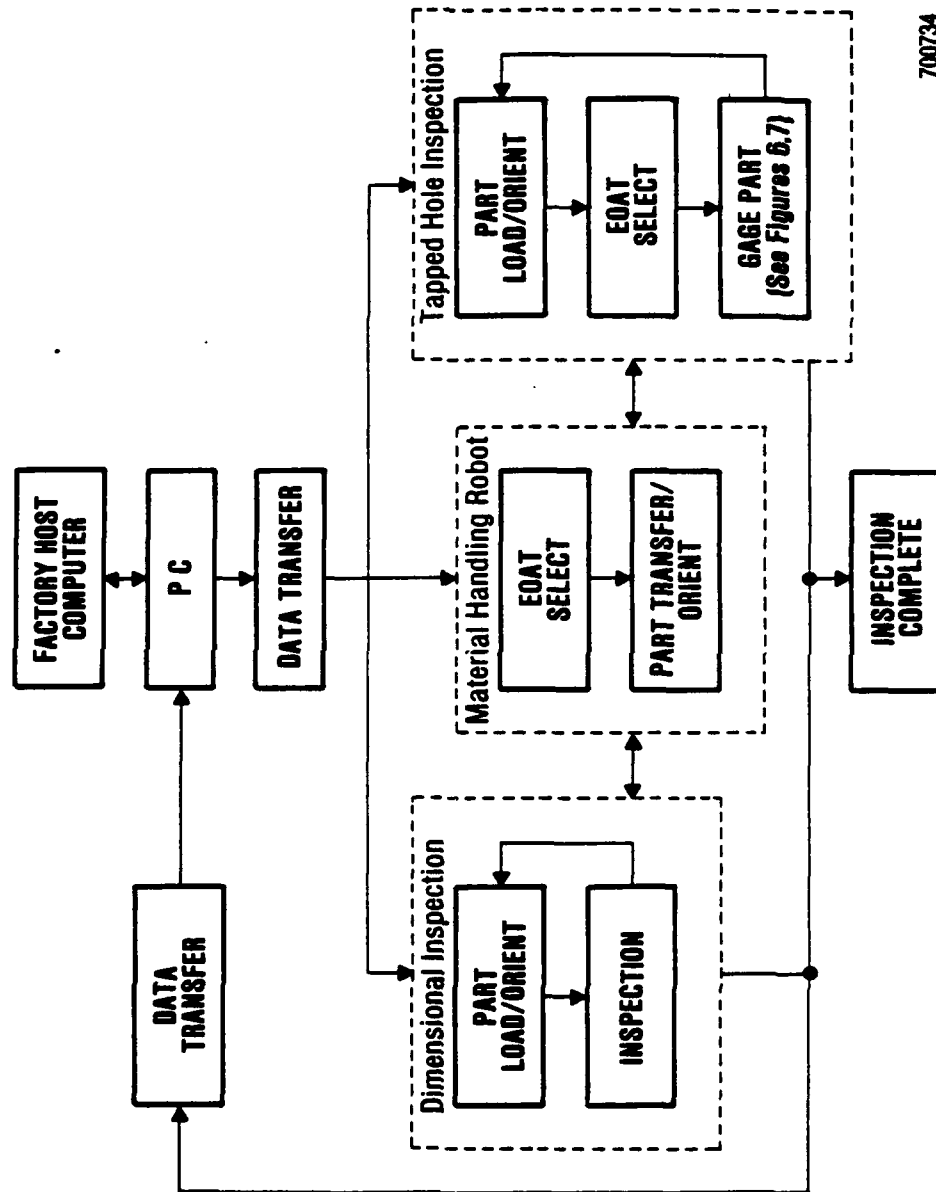 FACTORY HOST
COMPUTER
P C
DATA TRANSFER
DATA
TRANSFER
Dimensional Inspection
PART
LOAD/ORIENT
INSPECTION
Material Handling Robot
EOAT
SELECT
PART TRANSFER/
ORIENT
Tapped Hole Inspection
PART
LOAD/ORIENT
EOAT
SELECT
GAGE PART
(See Figures 6,7)
INSPECTION
COMPLETE
700734